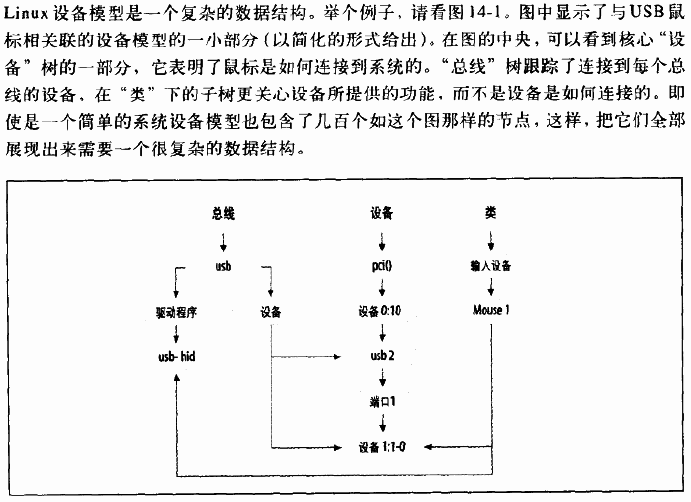 Linux 设备模型是一个复杂的数据结构。举个例子，请看图14-1。图中显示了与USB鼠
标相关联的设备模型的一小部分（以简化的形式给出）。在图的中央，可以看到核心“设
备”树的一部分，它表明了鼠标是如何连接到系统的。“总线”树跟踪了连接到每个总
线的设备，在“类”下的子树更关心设备所提供的功能，而不是设备是如何连接的。即
使是一个简单的系统设备模型也包含了几百个如这个图那样的节点，这样，把它们全部
展现出来需要一个很复杂的数据结构。
总线 设备 类
usb pci0 输入设备
驱动程序 设备 设备0:10 Mouse 1
usb-hid usb2
端口1
设备 1:1-0